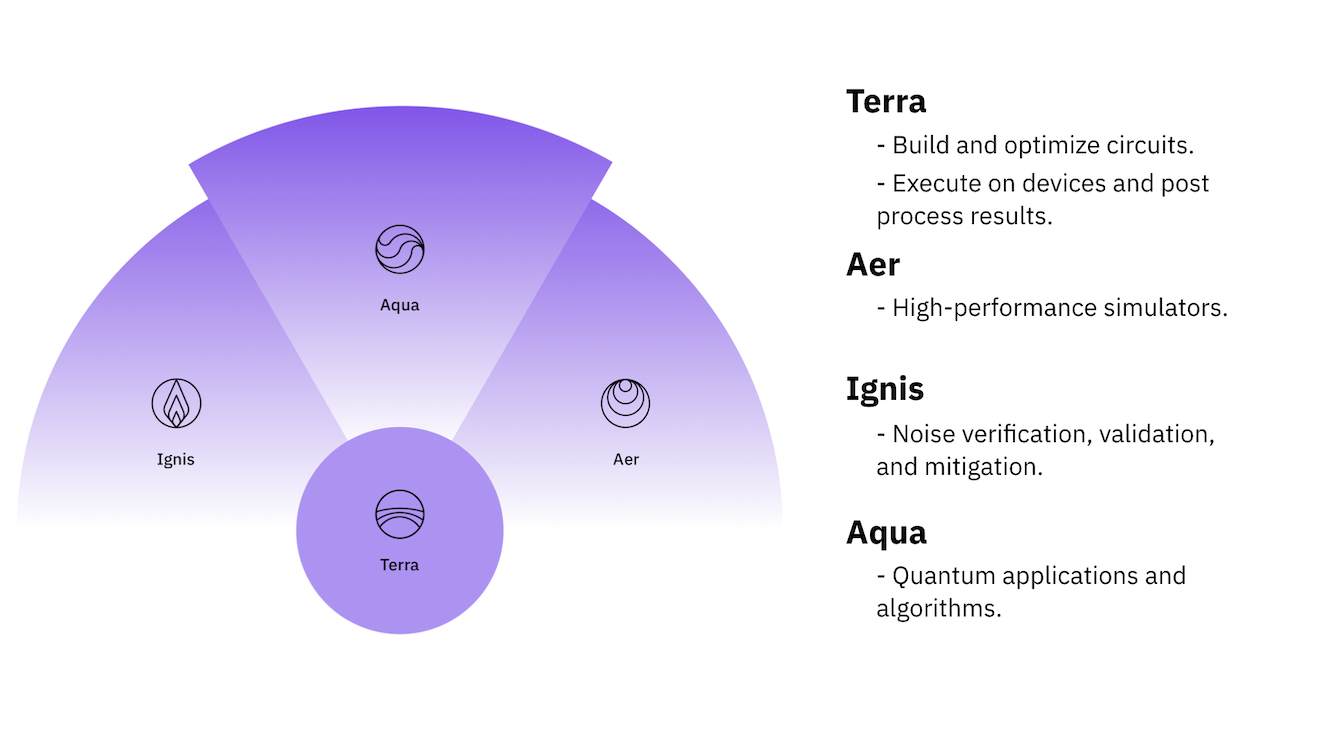 Aqua
Ignis
Aer
Terra
Terra
- Build and optimize circuits.
- Execute on devices and post
process results.
Aer
- High-performance simulators.
Ignis
- Noise verification, validation,
and mitigation.
Aqua
- Quantum applications and
algorithms.